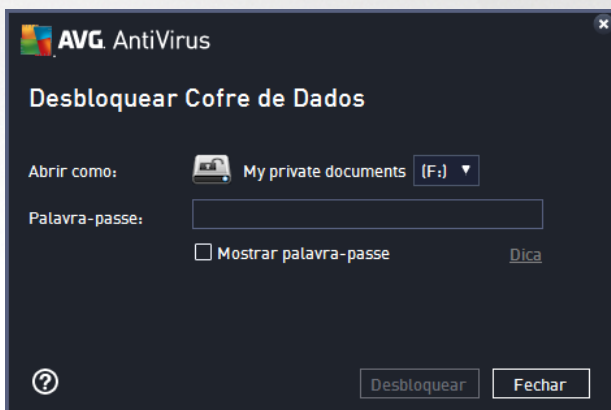 AVG. AntiVirus
Desbloquear Cofre de Dados
Abrir como: My private documents (F:)
Palavra-passe:
Mostrar palavra-passe Dica
Desbloquear Fechar